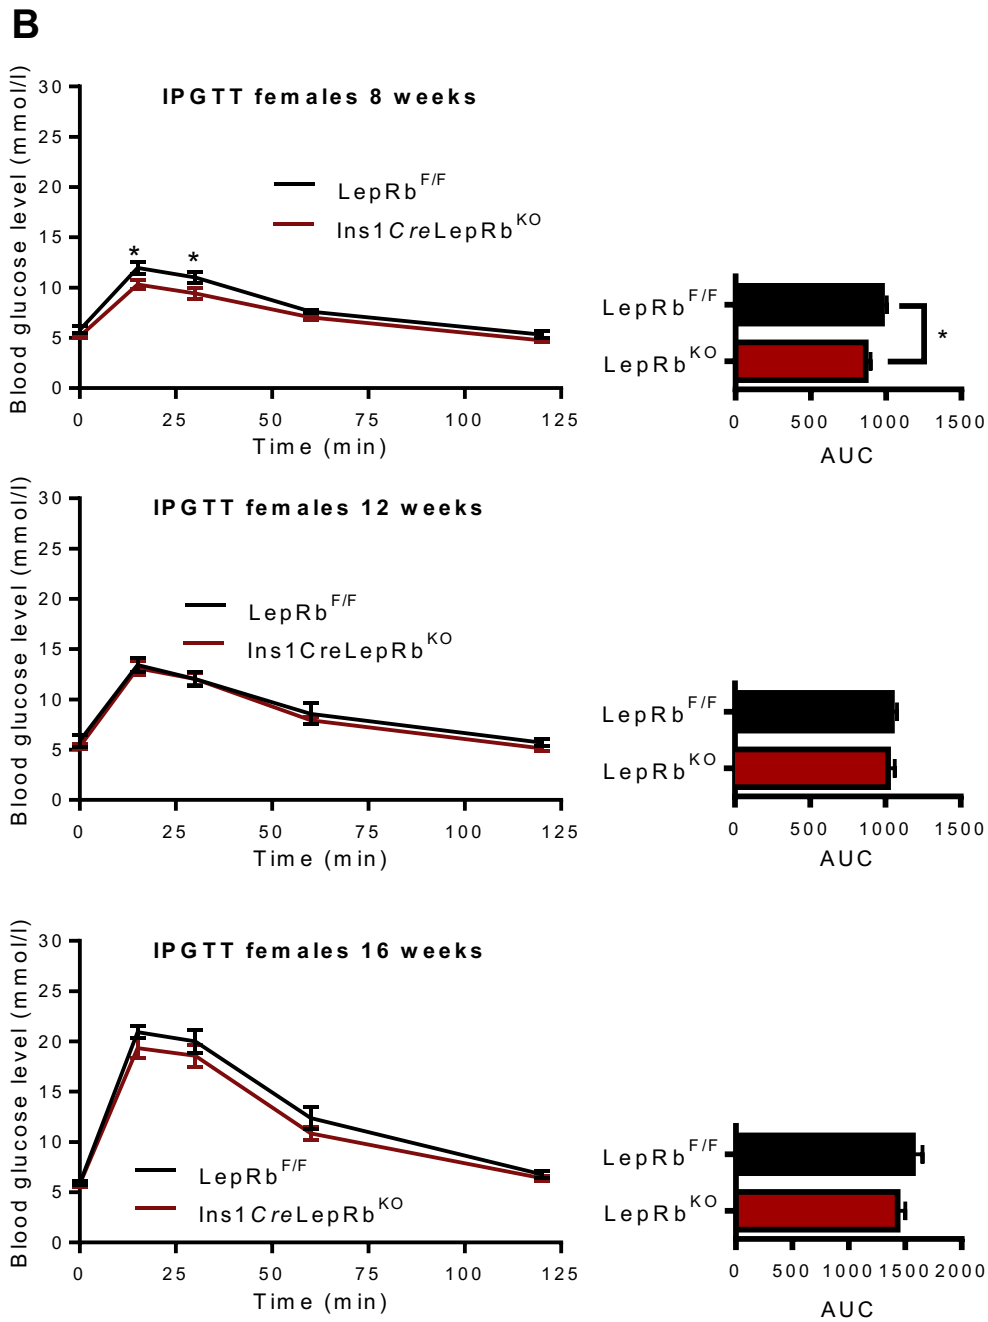 B
IPGTT females 8 weeks
Blood glucose level (mmol/l)
30
25
20
15
10
5
0
LepRb^F/F
Ins1CreLepRb^KO
*
*
0 25 50 75 100 125
Time (min)
LepRb^F/F
LepRb^KO
*
0 500 1000 1500
AUC
IPGTT females 12 weeks
Blood glucose level (mmol/l)
30
25
20
15
10
5
0
LepRb^F/F
Ins1CreLepRb^KO
0 25 50 75 100 125
Time (min)
LepRb^F/F
LepRb^KO
0 500 1000 1500
AUC
IPGTT females 16 weeks
Blood glucose level (mmol/l)
30
25
20
15
10
5
0
LepRb^F/F
Ins1CreLepRb^KO
0 25 50 75 100 125
Time (min)
LepRb^F/F
LepRb^KO
0 500 1000 1500 2000
AUC